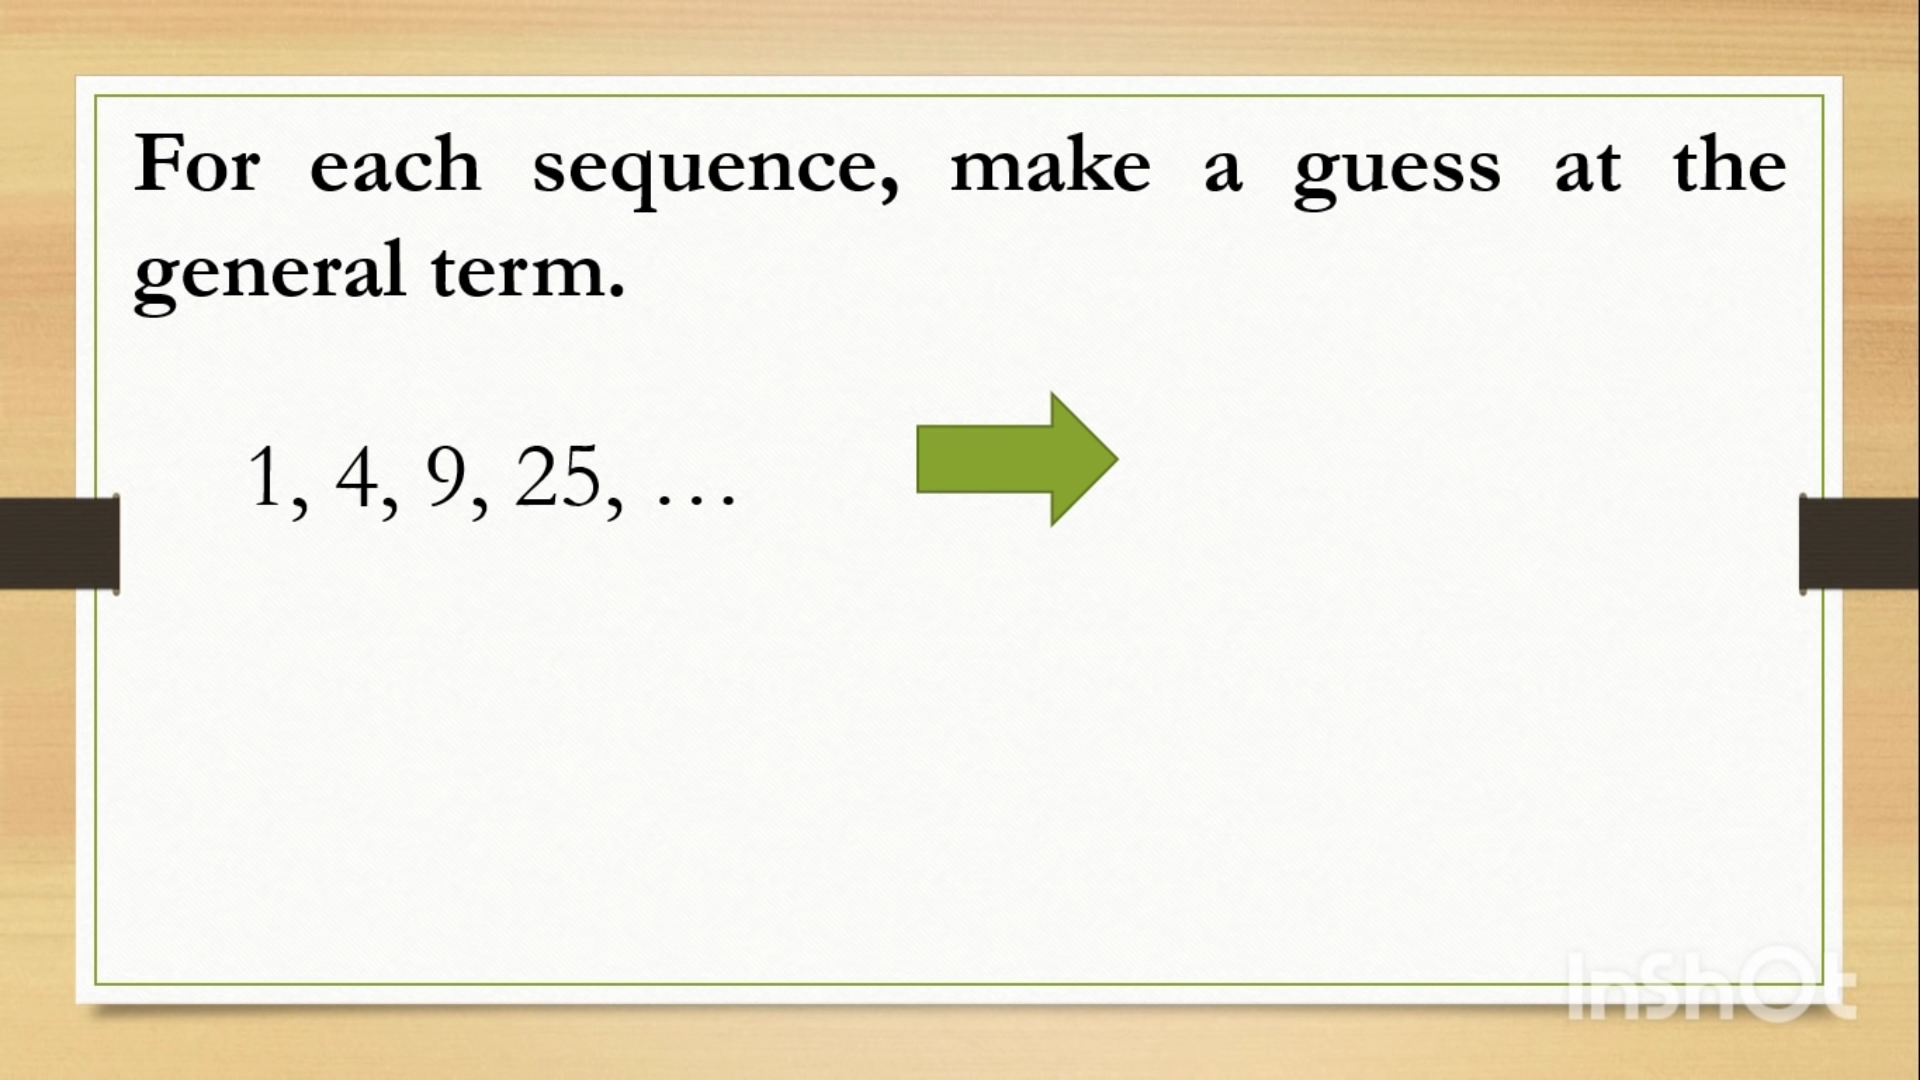 For each sequence, make a guess at the
general term.
1, 4, 9, 25, …
InShOt